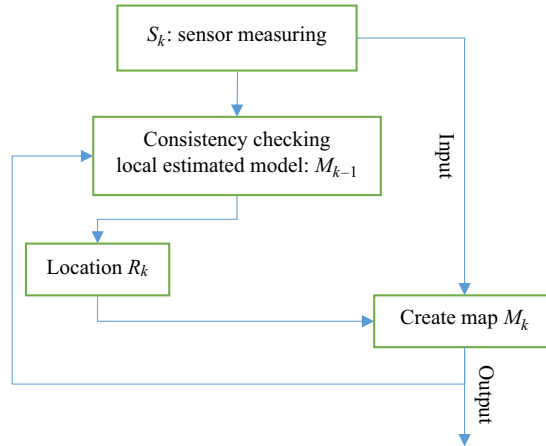 S_k: sensor measuring
Consistency checking
local estimated model: M_{k–1}
Input
Location R_k
Create map M_k
Output